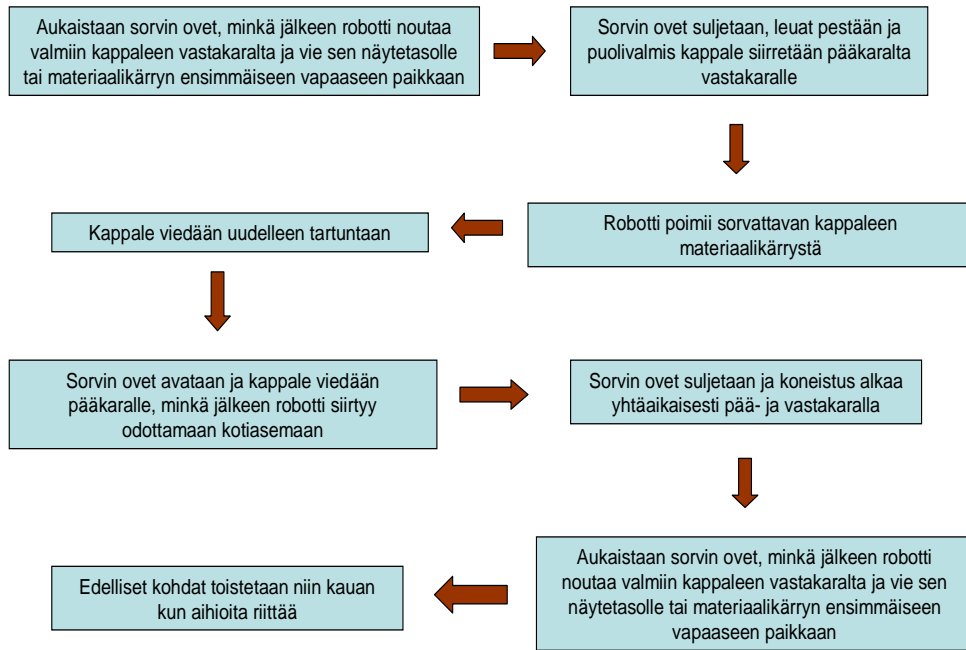 Aukaistaan sorvin ovet, minkä jälkeen robotti noutaa
valmiin kappaleen vastakaralta ja vie sen näytetasolle
tai materiaalikärryn ensimmäiseen vapaaseen paikkaan
Sorvin ovet suljetaan, leuat pestään ja
puolivalmis kappale siirretään pääkaralta
vastakaralle
Robotti poimii sorvattavan kappaleen
materiaalikärrystä
Kappale viedään uudelleen tartuntaan
Sorvin ovet avataan ja kappale viedään
pääkaralle, minkä jälkeen robotti siirtyy
odottamaan kotiasemaan
Sorvin ovet suljetaan ja koneistus alkaa
yhtäaikaisesti pää- ja vastakaralla
Aukaistaan sorvin ovet, minkä jälkeen robotti
noutaa valmiin kappaleen vastakaralta ja vie sen
näytetasolle tai materiaalikärryn ensimmäiseen
vapaaseen paikkaan
Edelliset kohdat toistetaan niin kauan
kun aihioita riittää